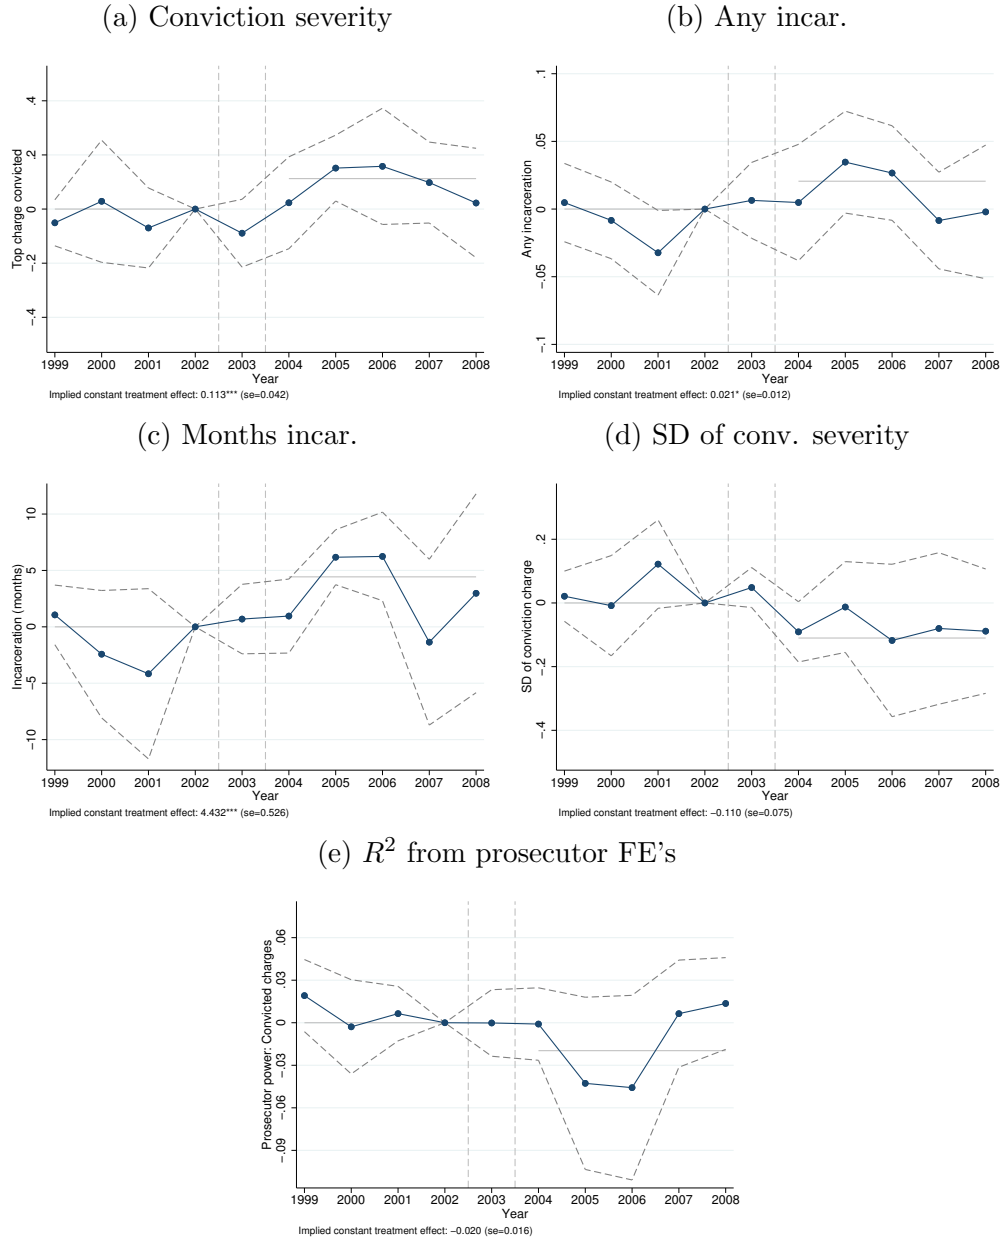 (a) Conviction severity
Top charge convicted
.4
.2
0
-.2
-.4
1999 2000 2001 2002 2003 2004 2005 2006 2007 2008
Year
Implied constant treatment effect: 0.113*** (se=0.042)
(b) Any incar.
Any incarceration
.1
.05
0
-.05
-.1
1999 2000 2001 2002 2003 2004 2005 2006 2007 2008
Year
Implied constant treatment effect: 0.021* (se=0.012)
(c) Months incar.
Incarceration (months)
10
5
0
-5
-10
1999 2000 2001 2002 2003 2004 2005 2006 2007 2008
Year
Implied constant treatment effect: 4.432*** (se=0.526)
(d) SD of conv. severity
SD of conviction charge
.2
0
-.2
-.4
1999 2000 2001 2002 2003 2004 2005 2006 2007 2008
Year
Implied constant treatment effect: -0.110 (se=0.075)
(e) R² from prosecutor FE's
Prosecutor power: Convicted charges
.06
.03
0
-.03
-.06
-.09
1999 2000 2001 2002 2003 2004 2005 2006 2007 2008
Year
Implied constant treatment effect: -0.020 (se=0.016)